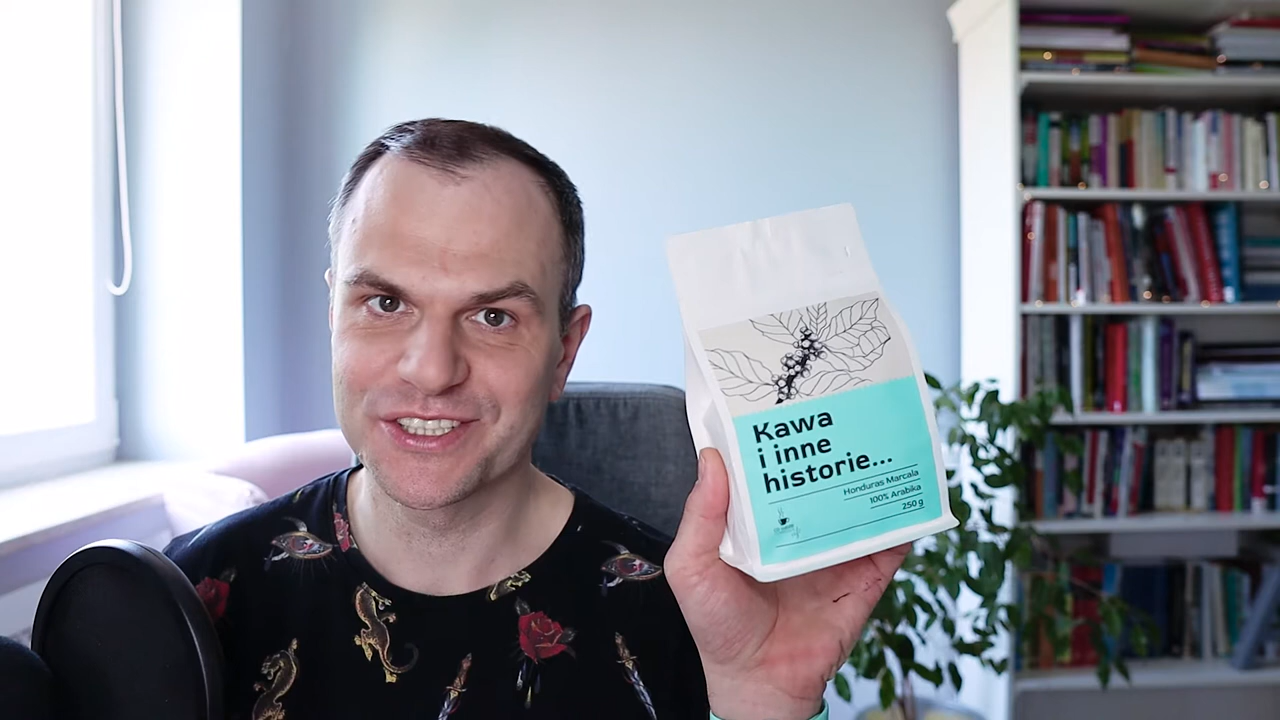 Kawa
i inne
historie...
Honduras Marcala
100% Arabika
250 g